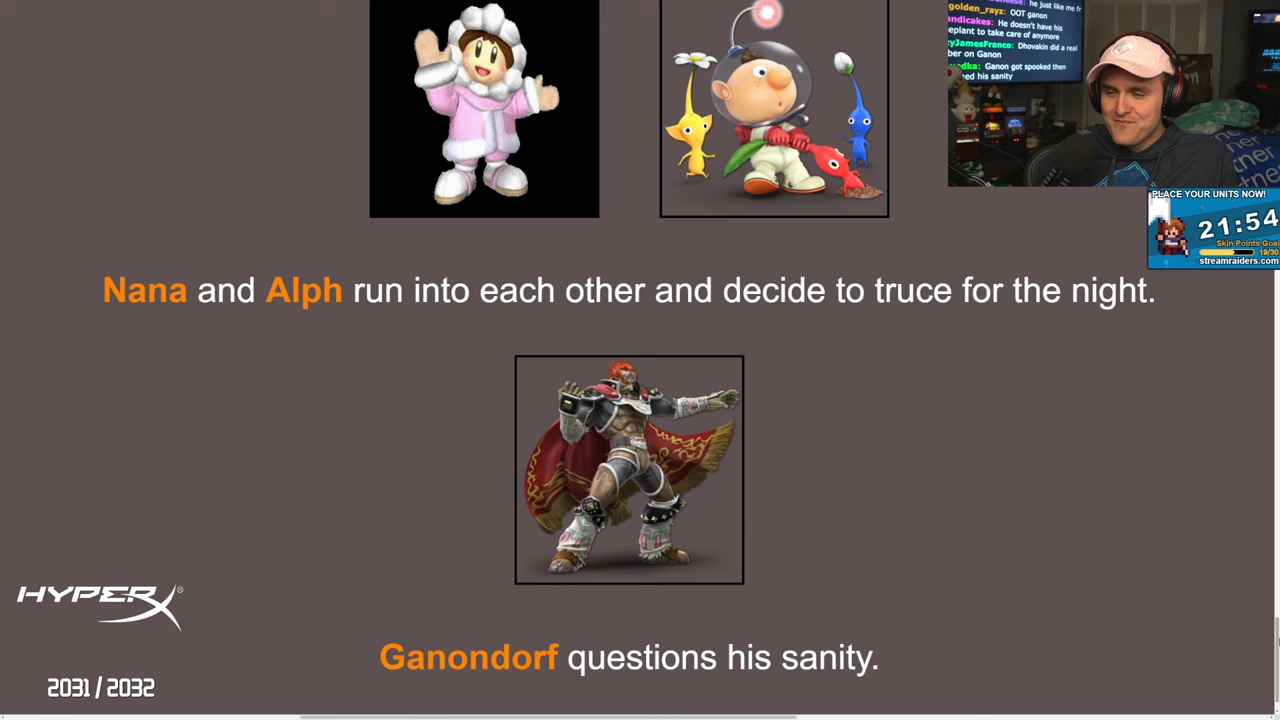 he just like me fr
golden_rayz: OOT ganon
ndicakes: He doesn't have his
eplant to take care of anymore
yJamesFranco: Dhovakin did a real
ber on Ganon
dka: Ganon got spooked then
ed his sanity
PLACE YOUR UNITS NOW!
21:54
Skin Points Goal
19/30
streamraiders.com
Nana and Alph run into each other and decide to truce for the night.
HYPERX®
Ganondorf questions his sanity.
2031 / 2032